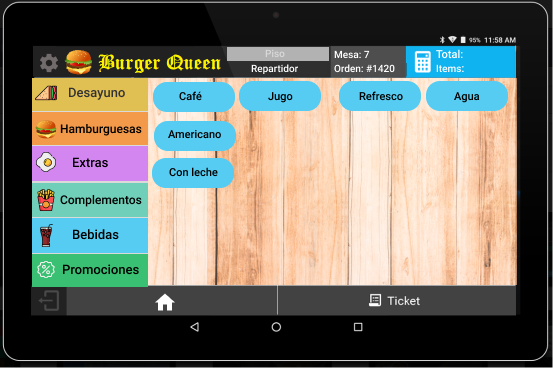 95% 11:58 AM
Burger Queen
Piso
Repartidor
Mesa: 7
Orden: #1420
Total:
Items:
Desayuno
Hamburguesas
Extras
Complementos
Bebidas
Promociones
Café Jugo Refresco Agua
Americano
Con leche
Ticket